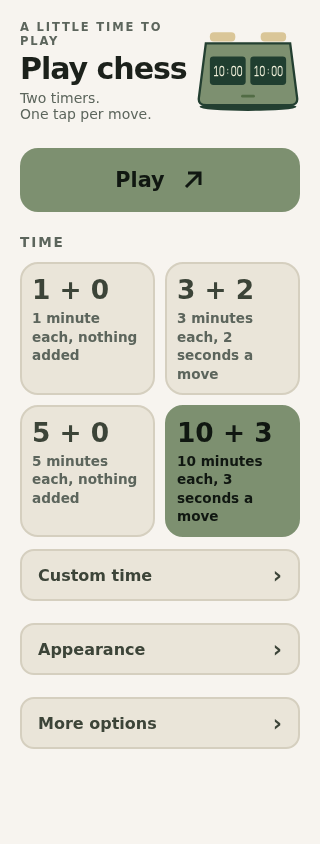 A LITTLE TIME TO
PLAY
Play chess
Two timers.
One tap per move.
10:00 10:00
Play
TIME
1 + 0
1 minute
each, nothing
added
3 + 2
3 minutes
each, 2
seconds a
move
5 + 0
5 minutes
each, nothing
added
10 + 3
10 minutes
each, 3
seconds a
move
Custom time
Appearance
More options